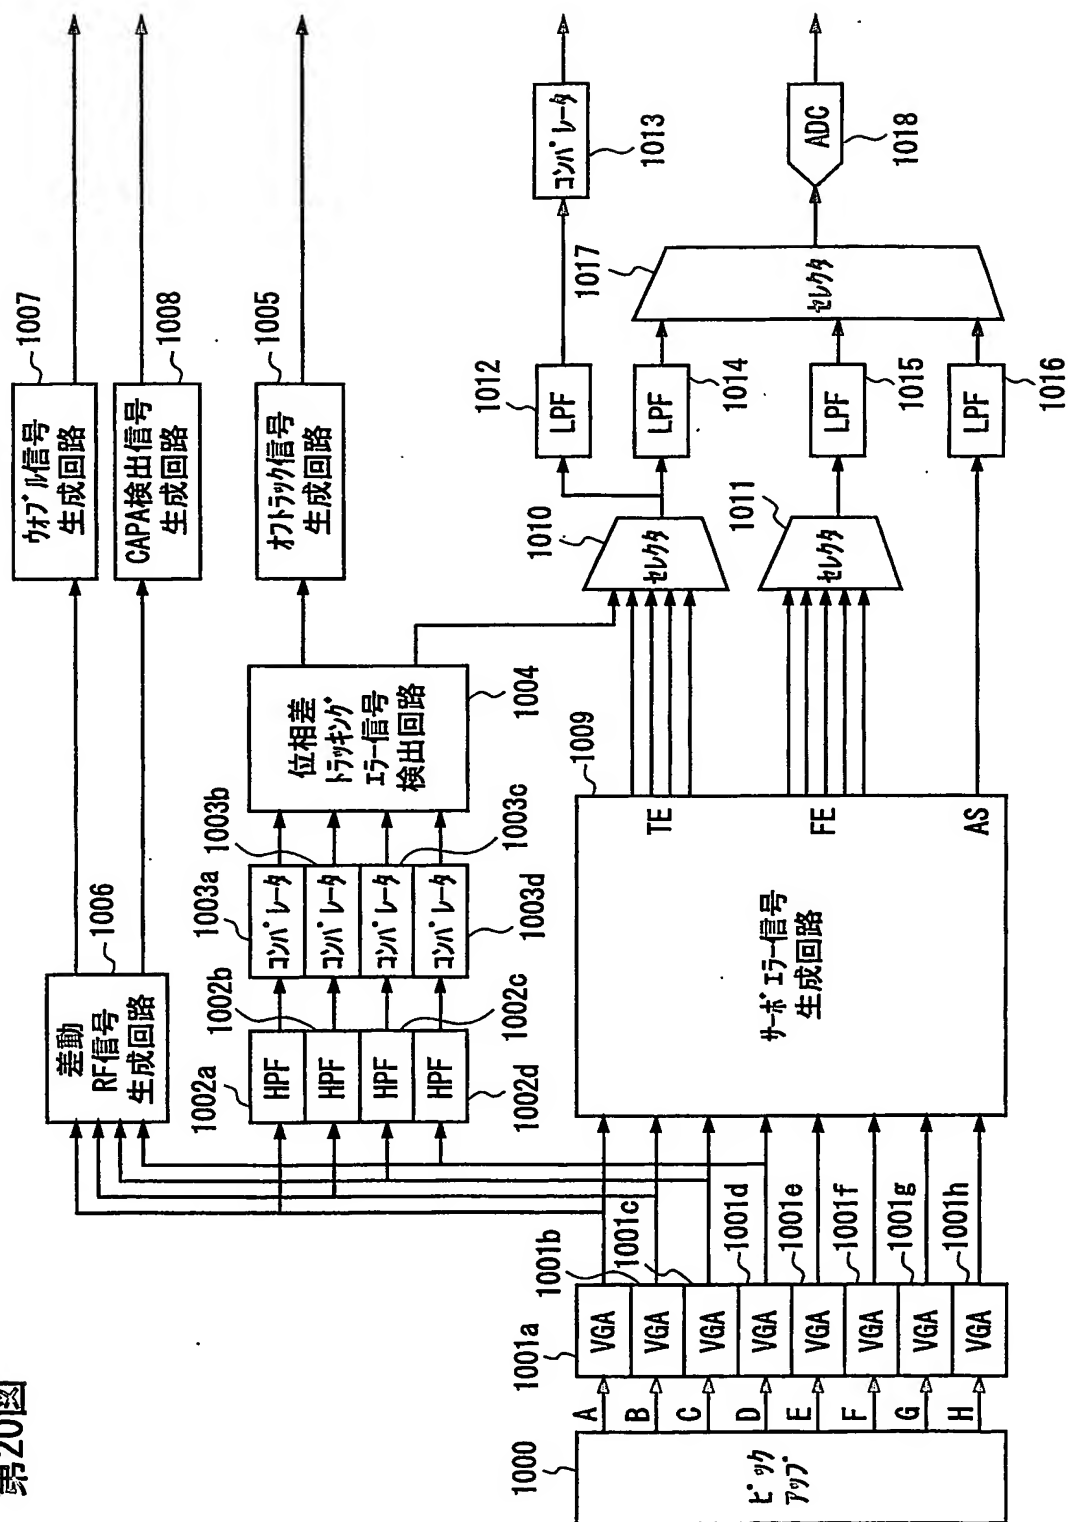 第20図
1000
ピックアップ
A
B
C
D
E
F
G
H
1001a
1001b
1001c
1001d
1001e
1001f
1001g
1001h
VGA
VGA
VGA
VGA
VGA
VGA
VGA
VGA
1006
差動
RF信号
生成回路
1002a
1002b
1002c
1002d
HPF
HPF
HPF
HPF
1003a
1003b
1003c
1003d
コンパレータ
コンパレータ
コンパレータ
コンパレータ
位相差
トラッキング
エラー信号
検出回路
1004
1009
サーボエラー信号
生成回路
TE
FE
AS
1007
ウォブル信号
生成回路
1008
CAPA検出信号
生成回路
1005
オフトラック信号
生成回路
1010
セレクタ
1011
セレクタ
1012
LPF
LPF
1014
LPF
1015
LPF
1016
コンパレータ
1013
1017
セレクタ
ADC
1018